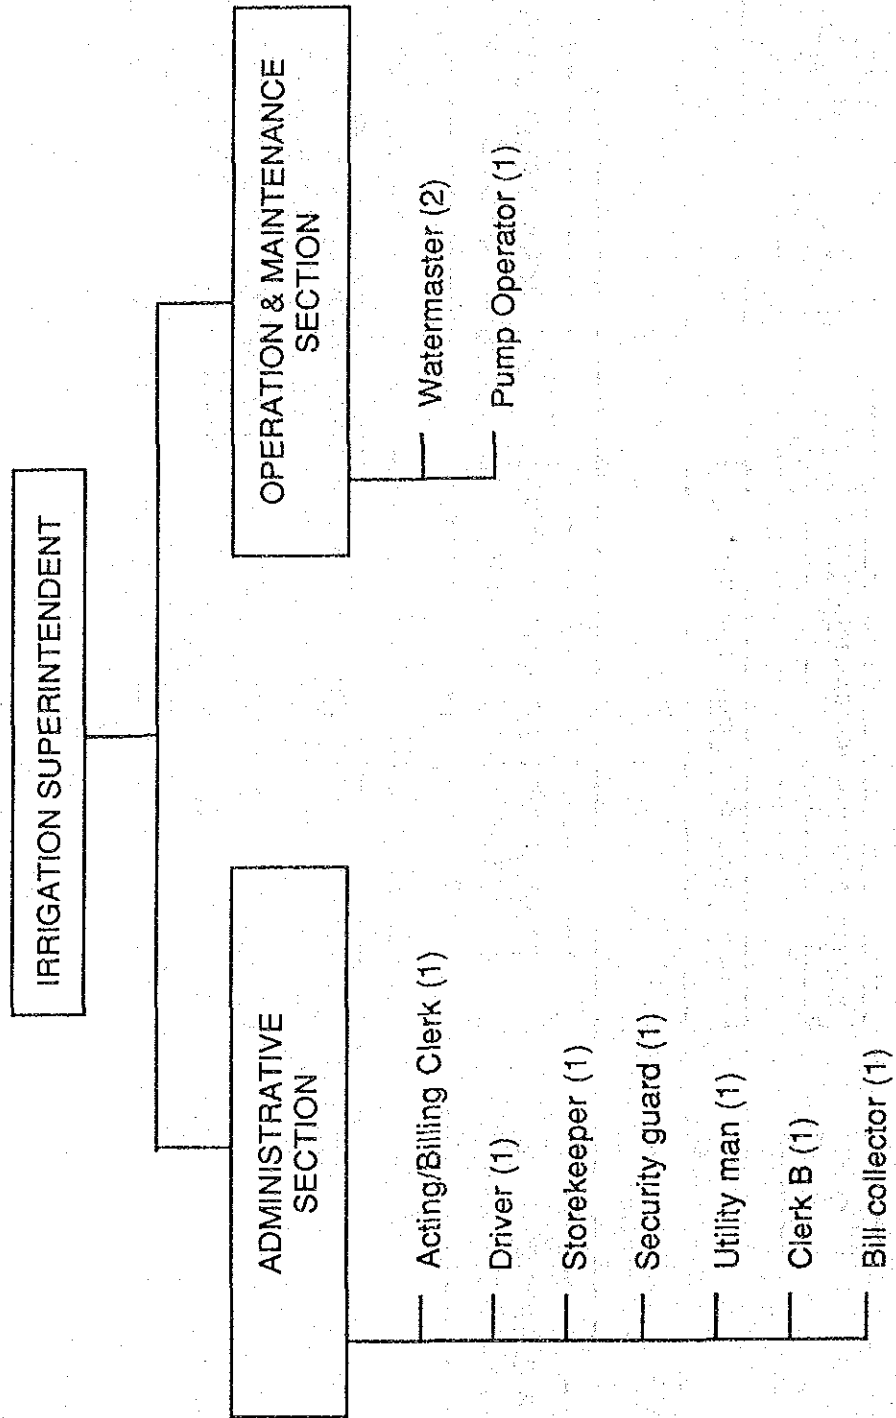 IRRIGATION SUPERINTENDENT
ADMINISTRATIVE
SECTION
Acting/Billing Clerk (1)
Driver (1)
Storekeeper (1)
Security guard (1)
Utility man (1)
Clerk B (1)
Bill collector (1)
OPERATION & MAINTENANCE
SECTION
Watermaster (2)
Pump Operator (1)